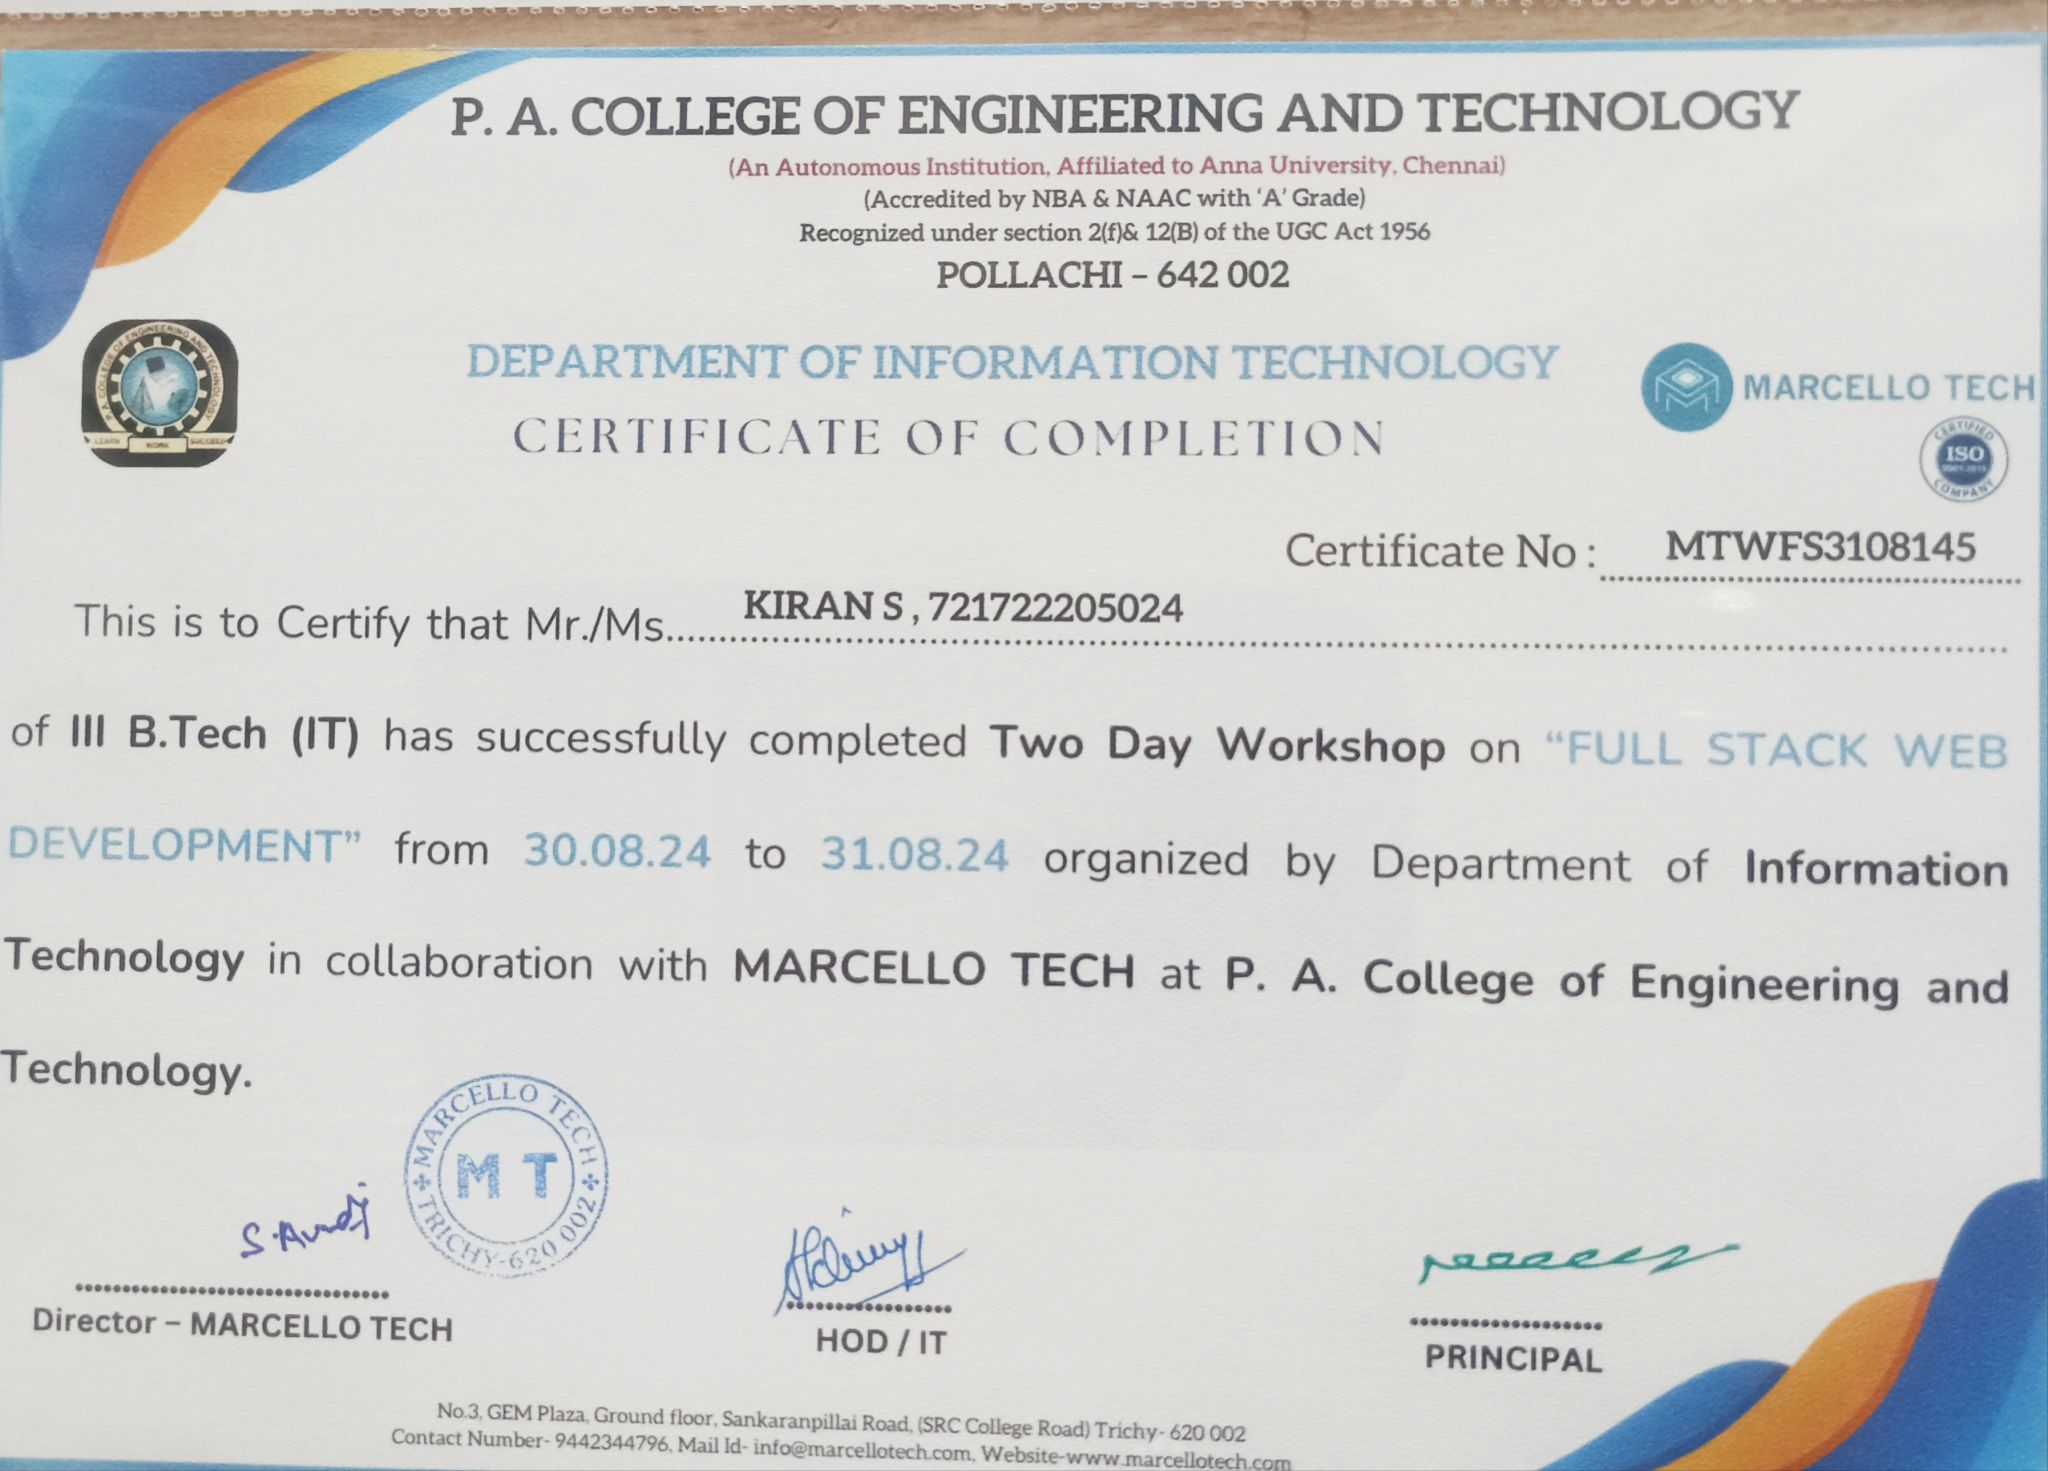 P. A. COLLEGE OF ENGINEERING AND TECHNOLOGY
(An Autonomous Institution, Affiliated to Anna University, Chennai)
(Accredited by NBA & NAAC with ‘A’ Grade)
Recognized under section 2(f)& 12(B) of the UGC Act 1956
POLLACHI – 642 002
P.A COLLEGE OF ENGINEERING AND TECHNOLOGY
LEARN WORK SUCCEED
DEPARTMENT OF INFORMATION TECHNOLOGY
MARCELLO TECH
CERTIFICATE OF COMPLETION
CERTIFIED
ISO
9001:2015
COMPANY
Certificate No : MTWFS3108145
This is to Certify that Mr./Ms. KIRAN S , 721722205024
of III B.Tech (IT) has successfully completed Two Day Workshop on “FULL STACK WEB
DEVELOPMENT” from 30.08.24 to 31.08.24 organized by Department of Information
Technology in collaboration with MARCELLO TECH at P. A. College of Engineering and
Technology.
MARCELLO TECH
M T
TRICHY-620 002
Director – MARCELLO TECH
HOD / IT
PRINCIPAL
No.3, GEM Plaza, Ground floor, Sankaranpillai Road, (SRC College Road) Trichy- 620 002
Contact Number- 9442344796, Mail Id- info@marcellotech.com, Website-www.marcellotech.com